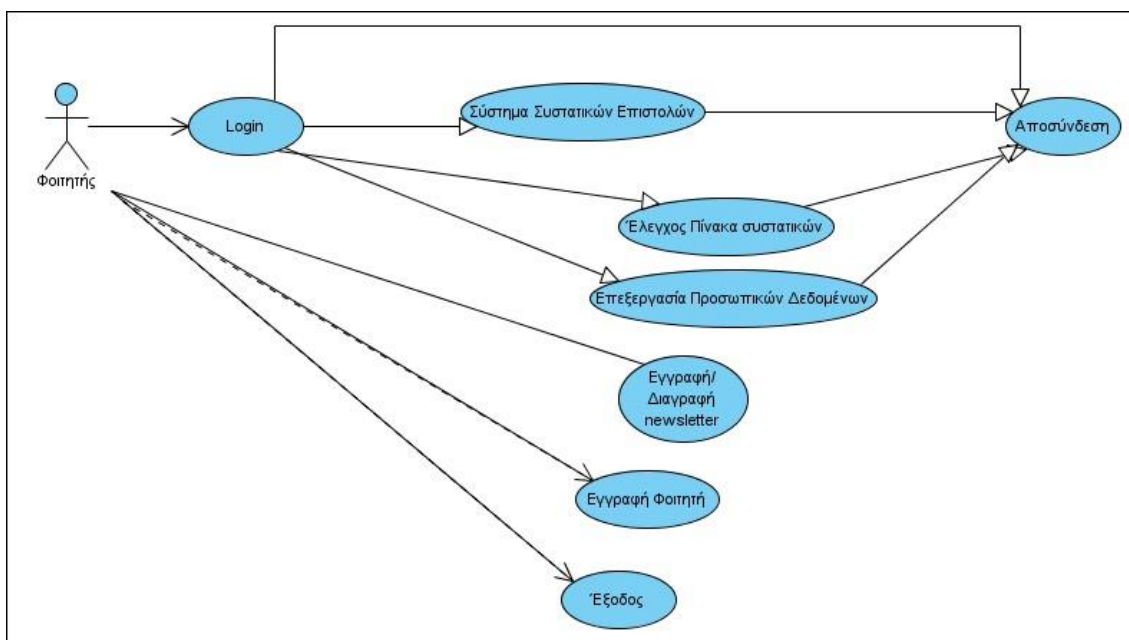 Σύστημα Συστατικών Επιστολών
Login
Αποσύνδεση
Φοιτητής
Έλεγχος Πίνακα συστατικών
Επεξεργασία Προσωπικών Δεδομένων
Εγγραφή/
Διαγραφή
newsletter
Εγγραφή Φοιτητή
Έξοδος